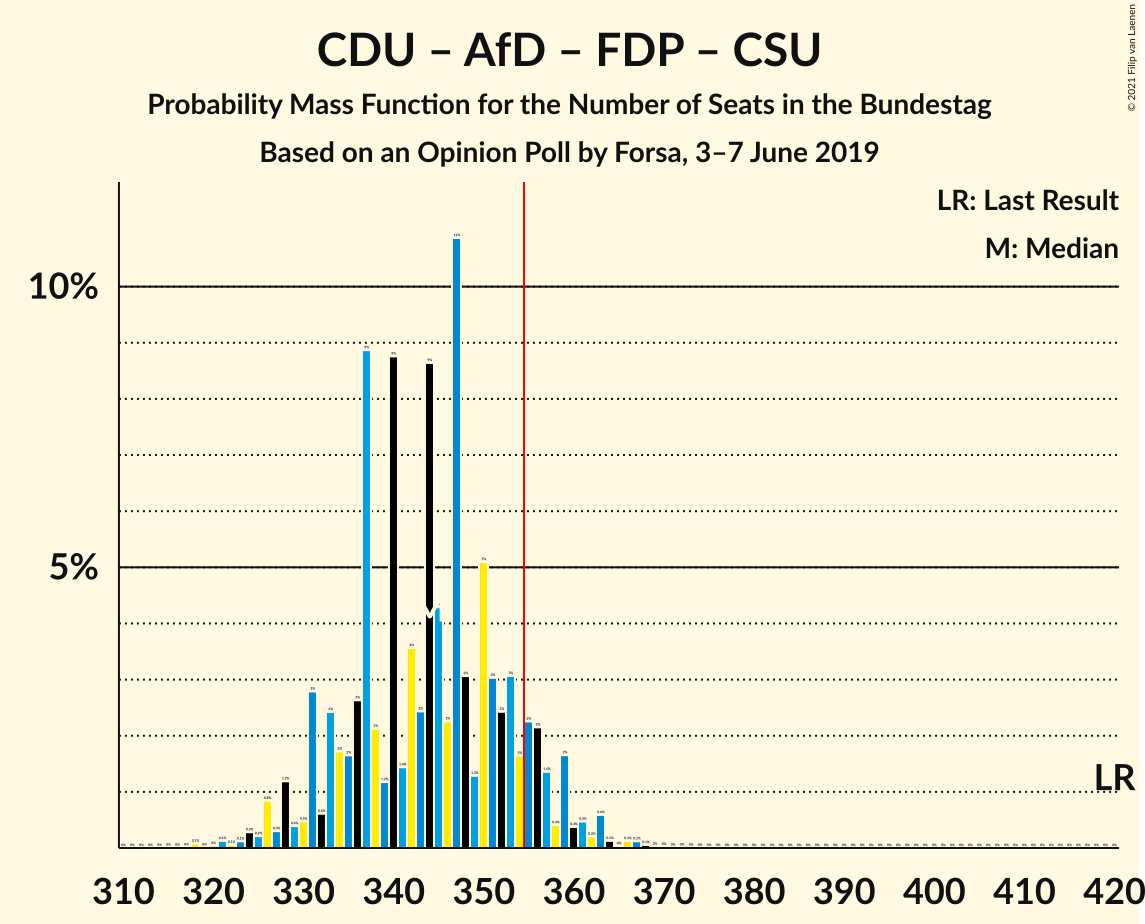 CDU – AfD – FDP – CSU
Probability Mass Function for the Number of Seats in the Bundestag
Based on an Opinion Poll by Forsa, 3–7 June 2019
© 2021 Filip van Laenen
LR: Last Result
M: Median
10%
5%
LR
310 320 330 340 350 360 370 380 390 400 410 420